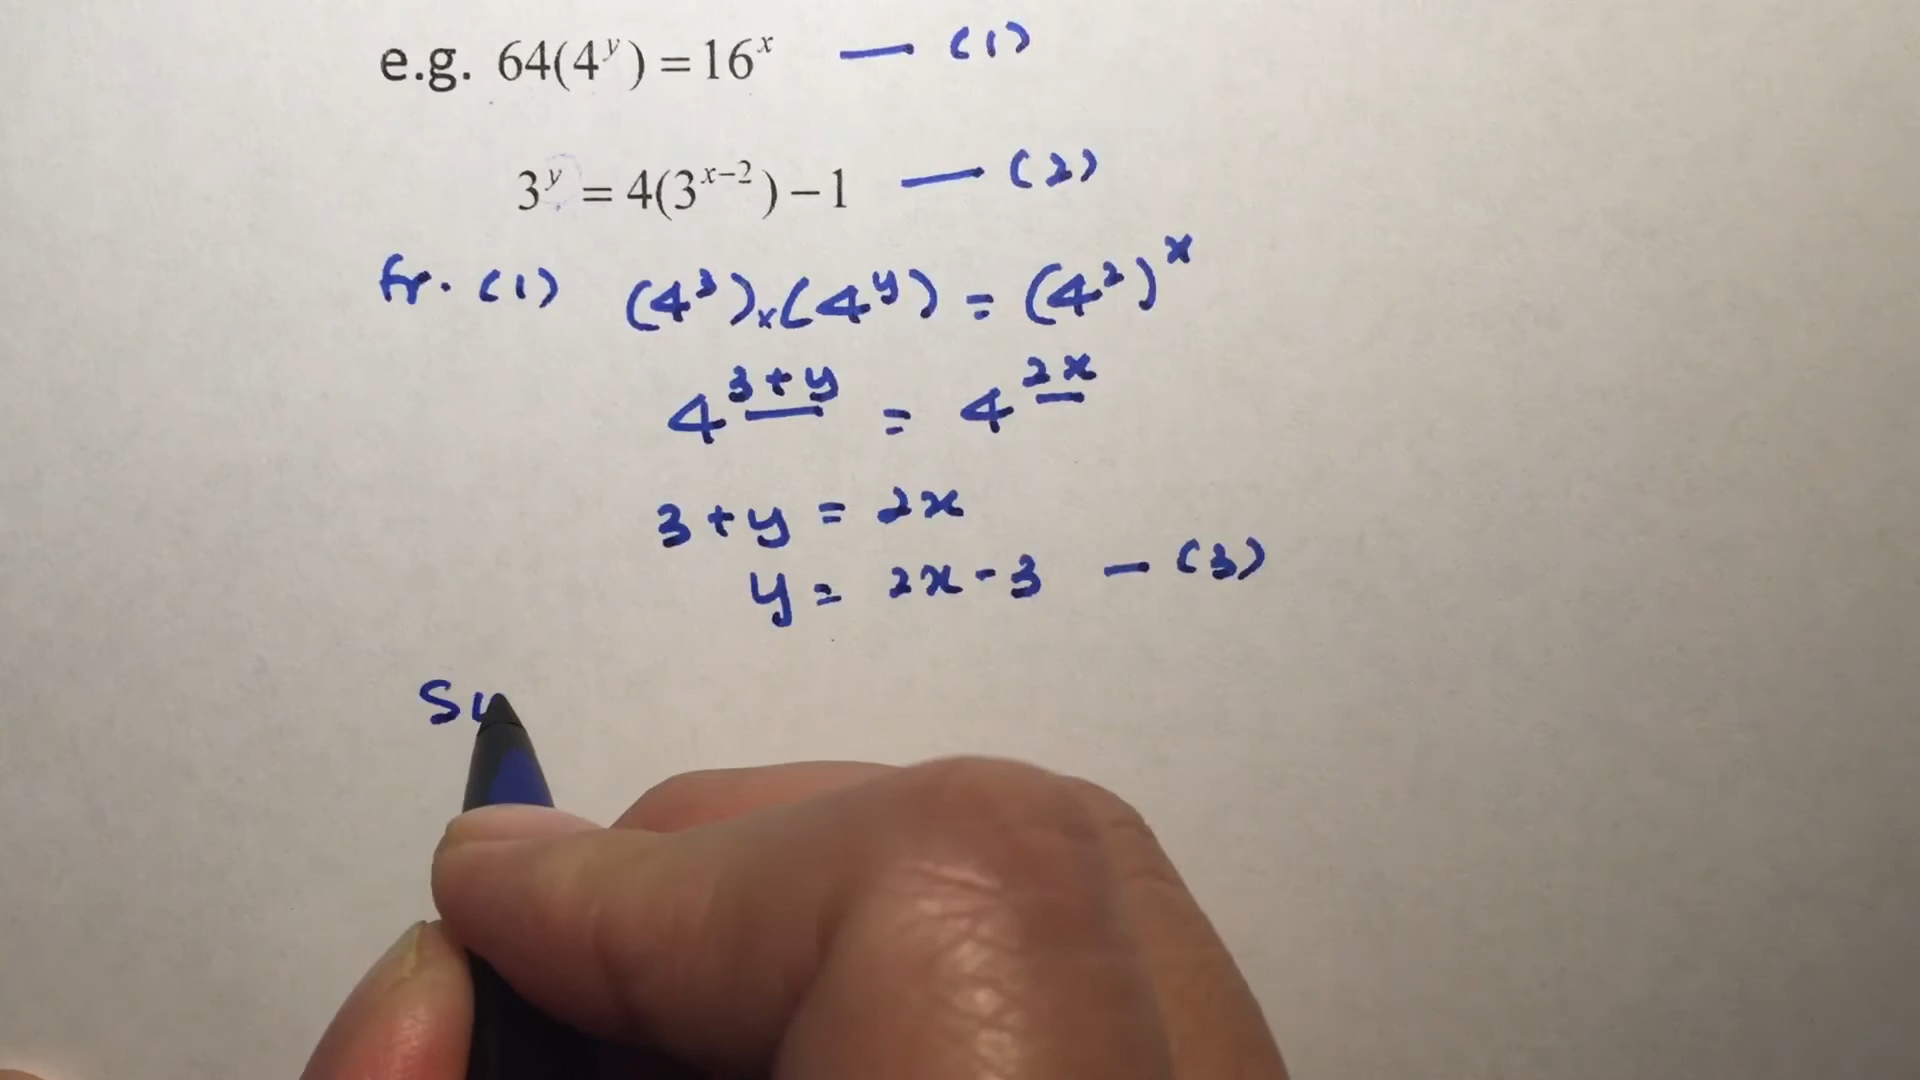 e.g. 64(4^y) = 16^x — (1)
3^y = 4(3^{x-2}) - 1 — (2)
fr. (1) (4^3) x (4^y) = (4^2)^x
4^{3+y} = 4^{2x}
3 + y = 2x
y = 2x - 3 — (3)
Su